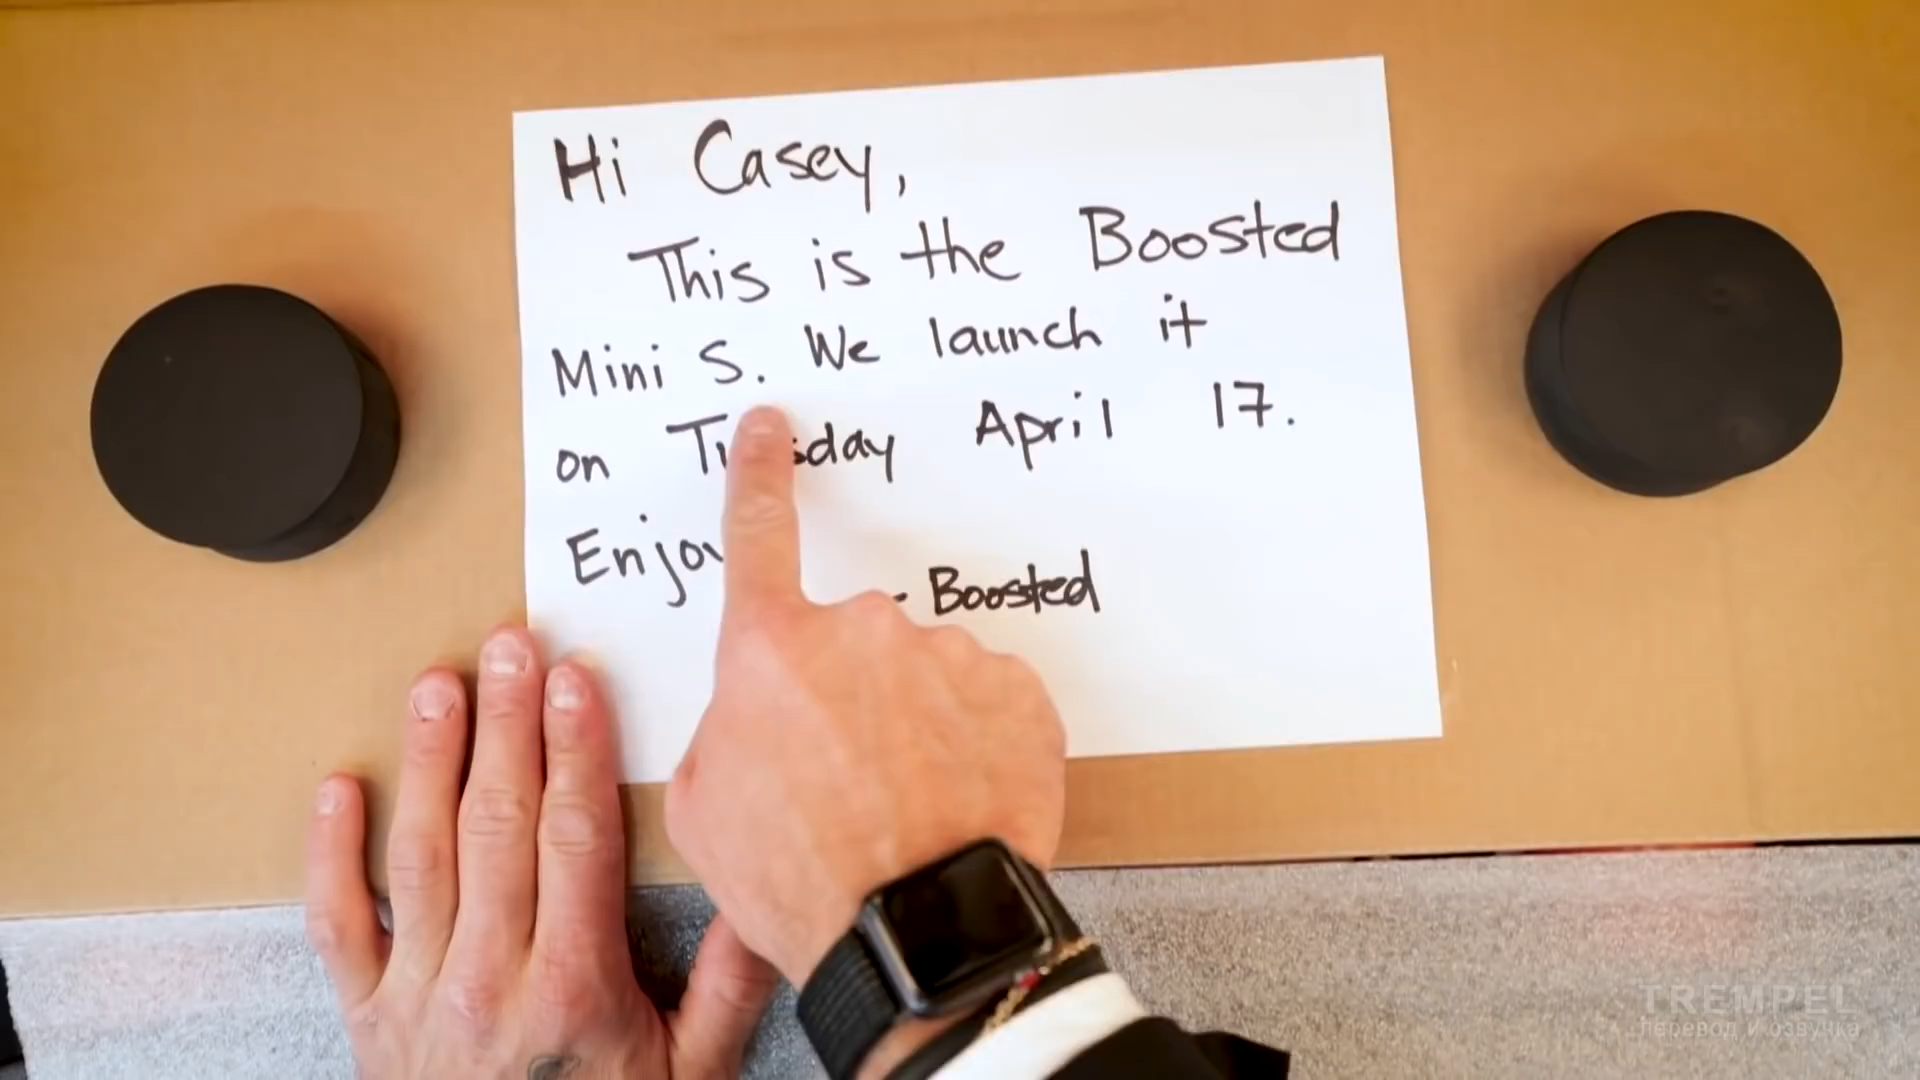 Hi Casey,
This is the Boosted
Mini S. We launch it
on April 17.
- Boosted
TREMPEL
перевод и озвучка